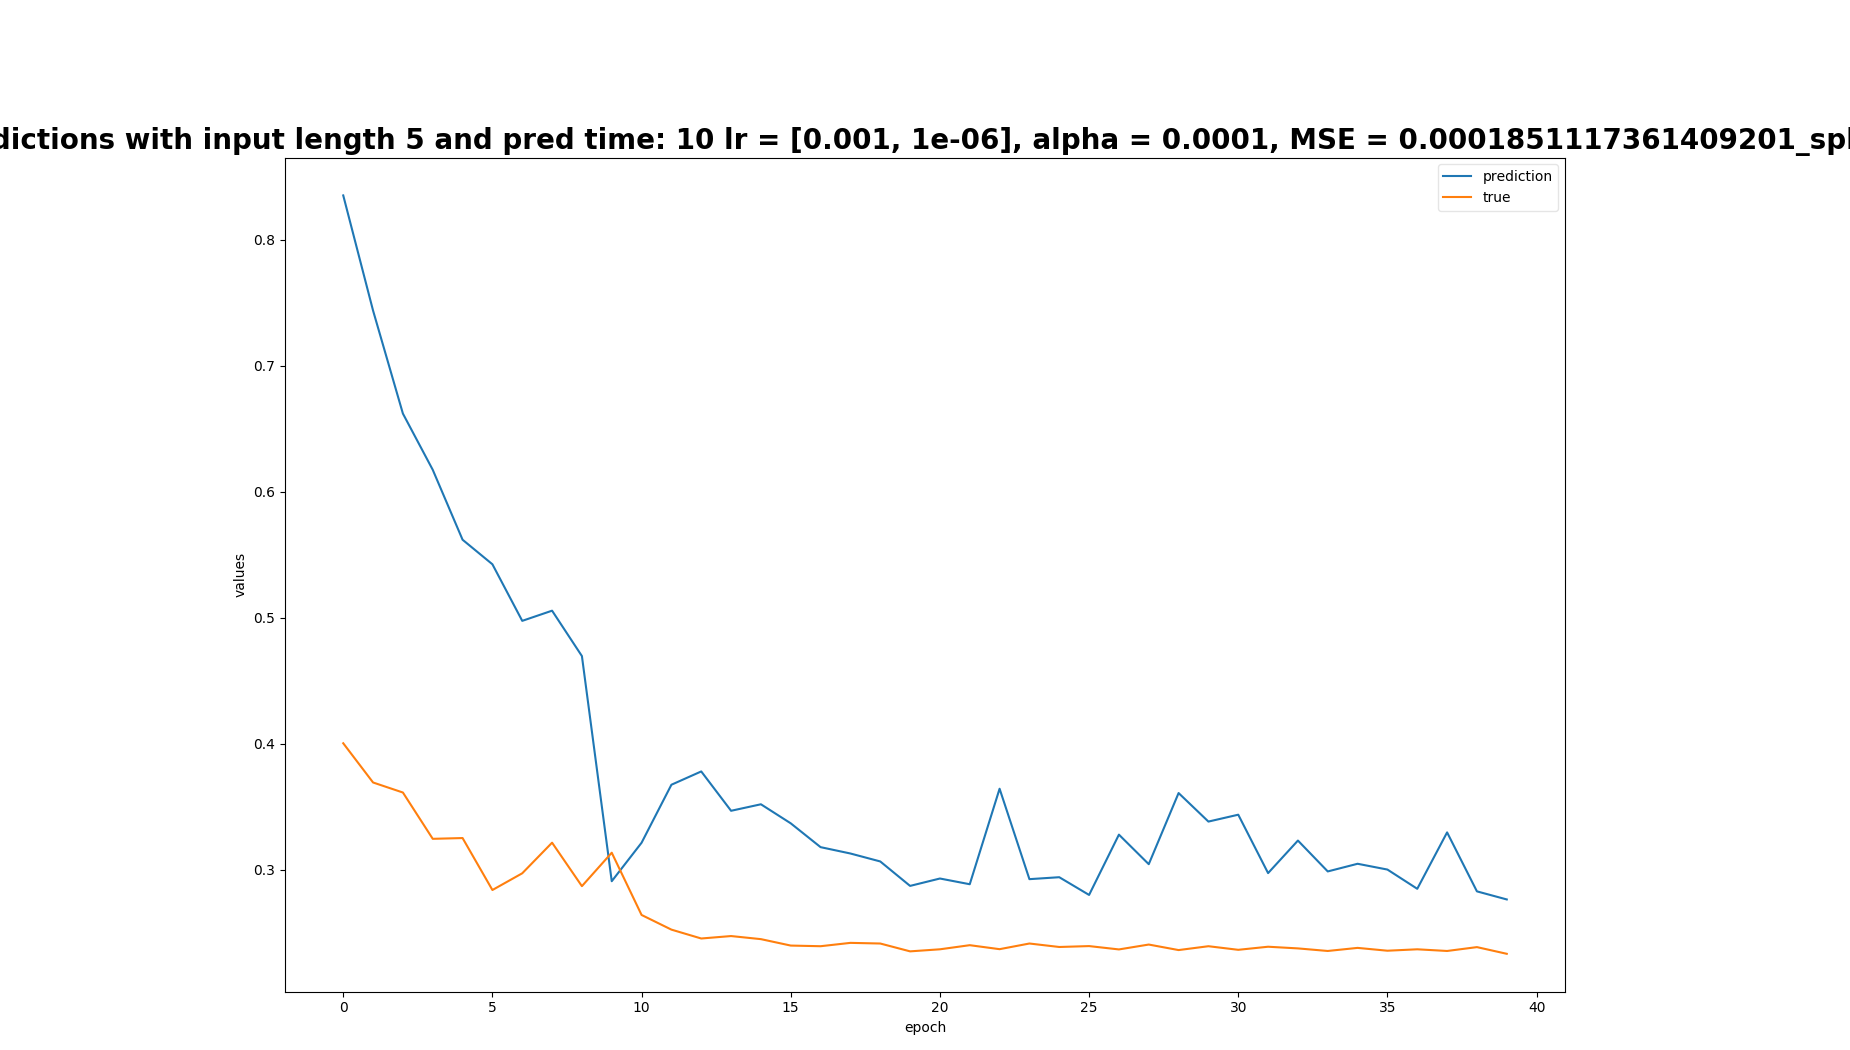 dictions with input length 5 and pred time: 10 lr = [0.001, 1e-06], alpha = 0.0001, MSE = 0.0001851117361409201_spl
prediction
true
0.8
0.7
0.6
0.5
0.4
0.3
values
0 5 10 15 20 25 30 35 40
epoch